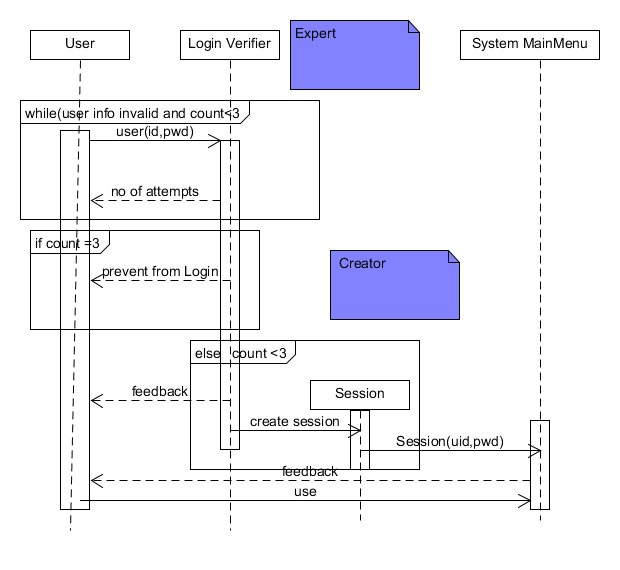 Expert
User
Login Verifier
System MainMenu
while(user info invalid and count<3
user(id,pwd)
no of attempts
if count =3
prevent from Login
Creator
else count <3
feedback
Session
create session
Session(uid,pwd)
feedback
use